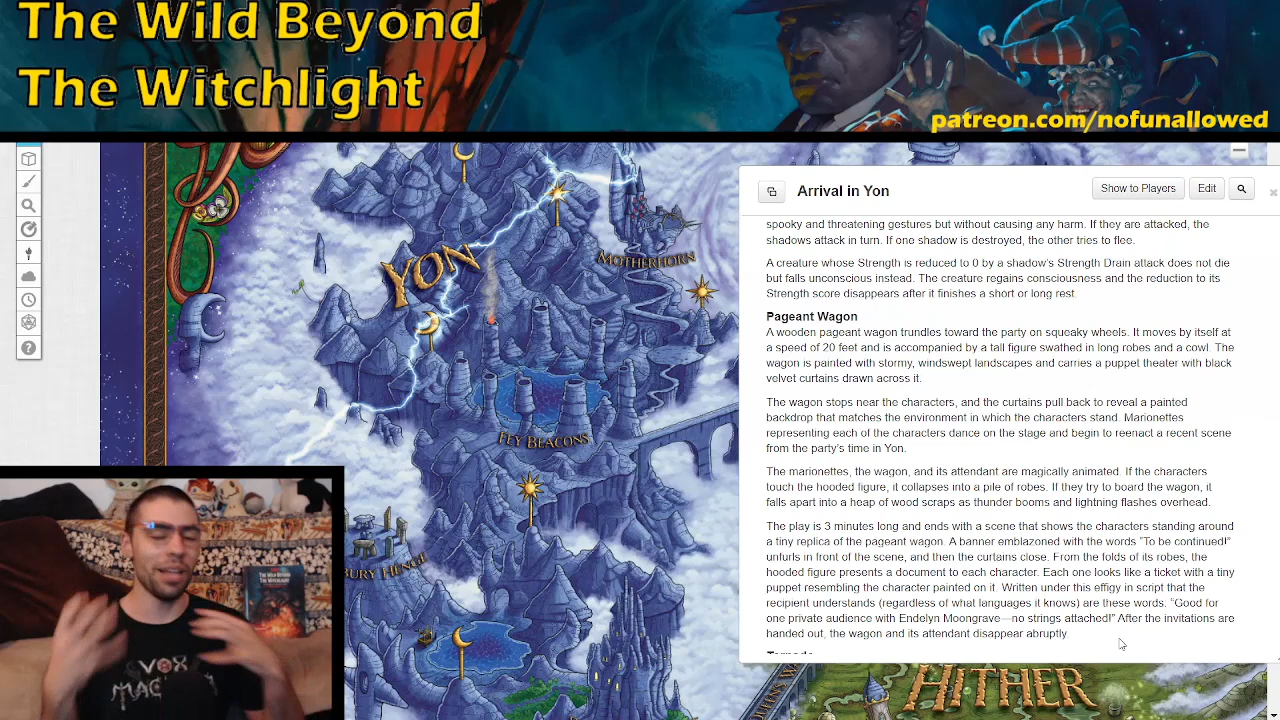 The Wild Beyond
The Witchlight
patreon.com/nofunallowed
Arrival in Yon
Show to Players
Edit
spooky and threatening gestures but without causing any harm. If they are attacked, the
shadows attack in turn. If one shadow is destroyed, the other tries to flee.
A creature whose Strength is reduced to 0 by a shadow's Strength Drain attack does not die
but falls unconscious instead. The creature regains consciousness and the reduction to its
Strength score disappears after it finishes a short or long rest.
Pageant Wagon
A wooden pageant wagon trundles toward the party on squeaky wheels. It moves by itself at
a speed of 20 feet and is accompanied by a tall figure swathed in long robes and a cowl. The
wagon is painted with stormy, windswept landscapes and carries a puppet theater with black
velvet curtains drawn across it.
The wagon stops near the characters, and the curtains pull back to reveal a painted
backdrop that matches the environment in which the characters stand. Marionettes
representing each of the characters dance on the stage and begin to reenact a recent scene
from the party's time in Yon.
The marionettes, the wagon, and its attendant are magically animated. If the characters
touch the hooded figure, it collapses into a pile of robes. If they try to board the wagon, it
falls apart into a heap of wood scraps as thunder booms and lightning flashes overhead.
The play is 3 minutes long and ends with a scene that shows the characters standing around
a tiny replica of the pageant wagon. A banner emblazoned with the words "To be continued!"
unfurls in front of the scene, and then the curtains close. From the folds of its robes, the
hooded figure presents a document to each character. Each one looks like a ticket with a tiny
puppet resembling the character painted on it. Written under this effigy in script that the
recipient understands (regardless of what languages it knows) are these words: "Good for
one private audience with Endelyn Moongrave—no strings attached!" After the invitations are
handed out, the wagon and its attendant disappear abruptly.
YON
MOTHERHORN
FEY BEACONS
BURY HENGE
HITHER
THE WILD BEYOND
THE WITCHLIGHT
VOX